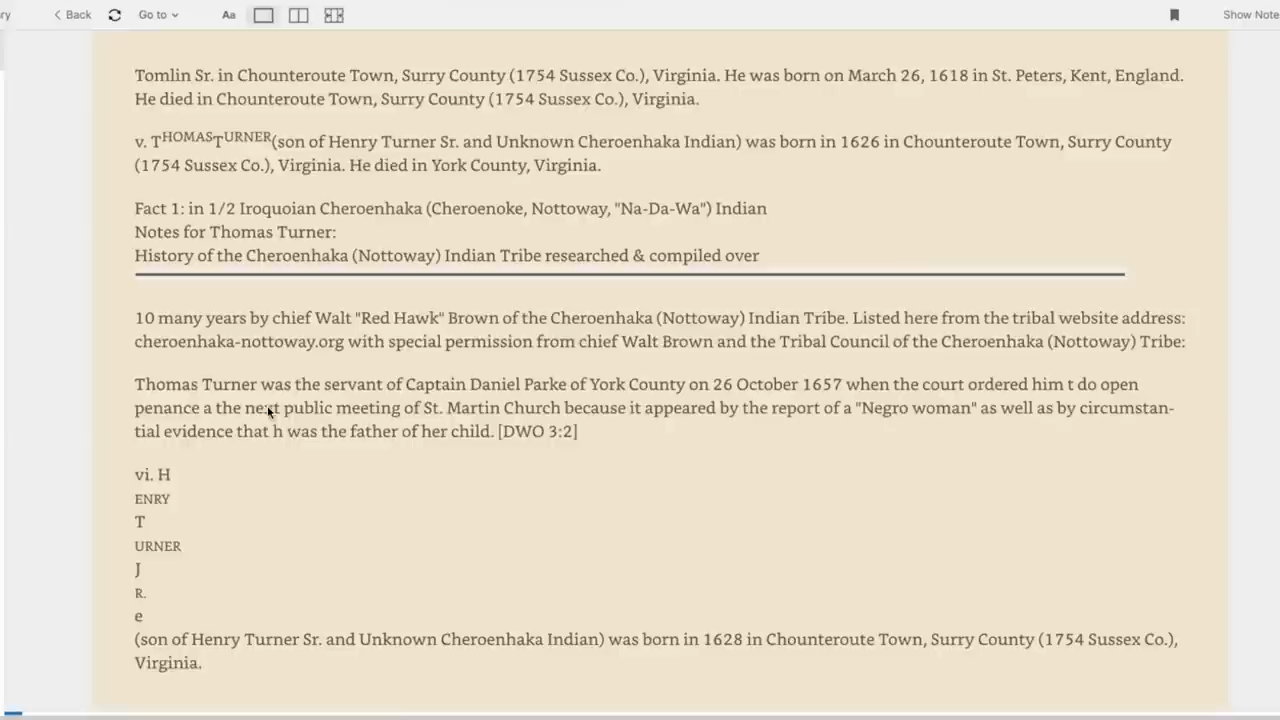 ry
Back
Go to
Aa
Show Note
Tomlin Sr. in Chounteroute Town, Surry County (1754 Sussex Co.), Virginia. He was born on March 26, 1618 in St. Peters, Kent, England.
He died in Chounteroute Town, Surry County (1754 Sussex Co.), Virginia.
v. THOMASTURNER(son of Henry Turner Sr. and Unknown Cheroenhaka Indian) was born in 1626 in Chounteroute Town, Surry County
(1754 Sussex Co.), Virginia. He died in York County, Virginia.
Fact 1: in 1/2 Iroquoian Cheroenhaka (Cheroenoke, Nottoway, "Na-Da-Wa") Indian
Notes for Thomas Turner:
History of the Cheroenhaka (Nottoway) Indian Tribe researched & compiled over
10 many years by chief Walt "Red Hawk" Brown of the Cheroenhaka (Nottoway) Indian Tribe. Listed here from the tribal website address:
cheroenhaka-nottoway.org with special permission from chief Walt Brown and the Tribal Council of the Cheroenhaka (Nottoway) Tribe:
Thomas Turner was the servant of Captain Daniel Parke of York County on 26 October 1657 when the court ordered him t do open
penance a the next public meeting of St. Martin Church because it appeared by the report of a "Negro woman" as well as by circumstan-
tial evidence that h was the father of her child. [DWO 3:2]
vi. H
ENRY
T
URNER
J
R.
e
(son of Henry Turner Sr. and Unknown Cheroenhaka Indian) was born in 1628 in Chounteroute Town, Surry County (1754 Sussex Co.),
Virginia.